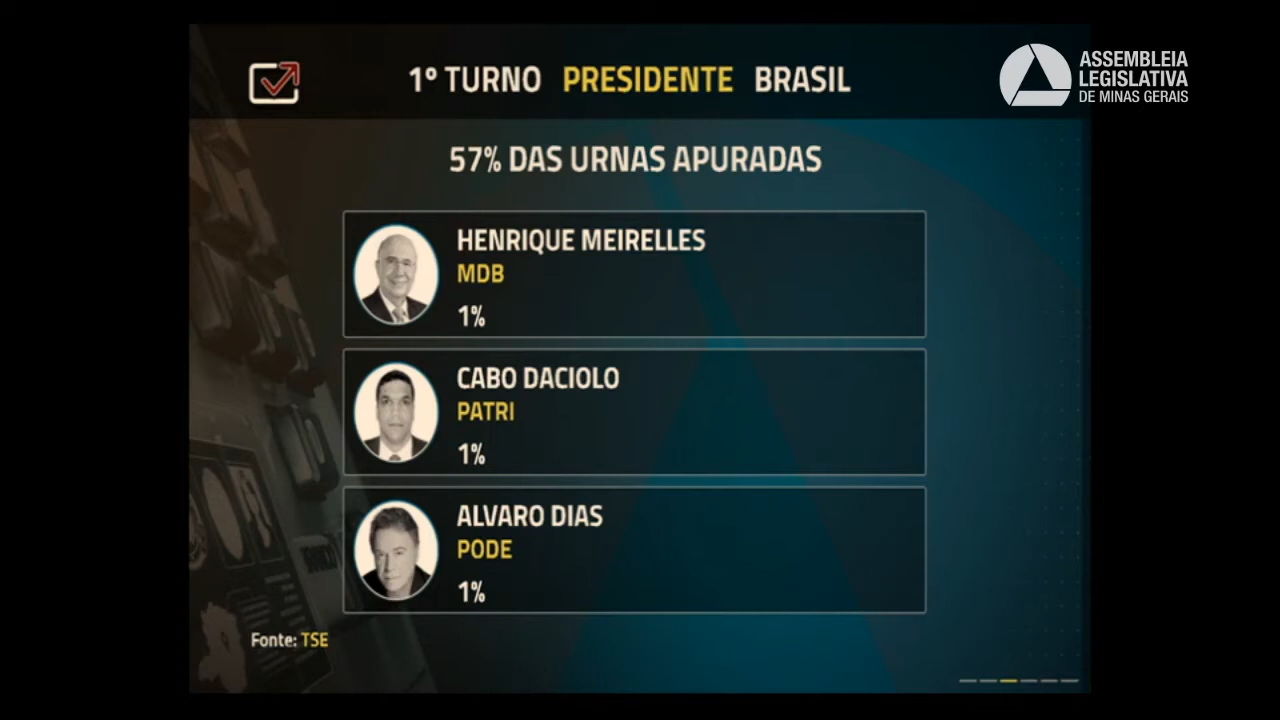 1º TURNO PRESIDENTE BRASIL
ASSEMBLEIA
LEGISLATIVA
DE MINAS GERAIS
57% DAS URNAS APURADAS
HENRIQUE MEIRELLES
MDB
1%
CABO DACIOLO
PATRI
1%
ALVARO DIAS
PODE
1%
Fonte: TSE